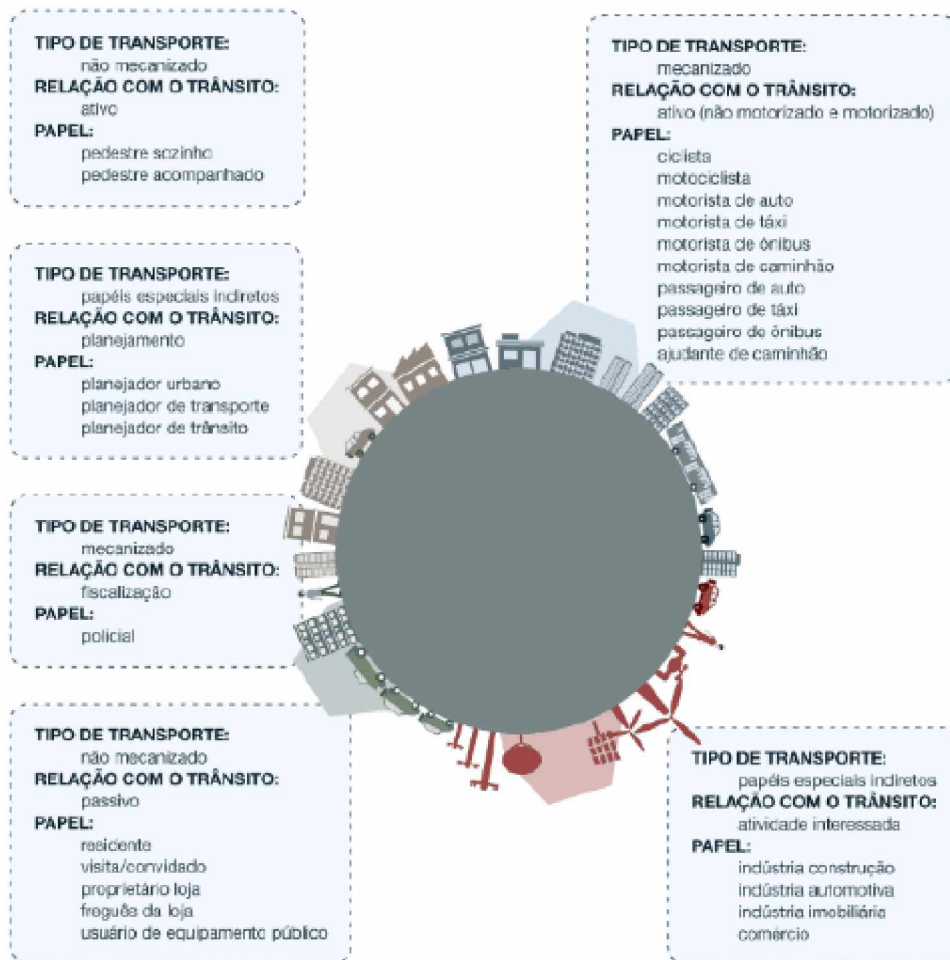 TIPO DE TRANSPORTE:
não mecanizado
RELAÇÃO COM O TRÂNSITO:
ativo
PAPEL:
pedestre sozinho
pedestre acompanhado
TIPO DE TRANSPORTE:
papéis especiais indiretos
RELAÇÃO COM O TRÂNSITO:
planejamento
PAPEL:
planejador urbano
planejador de transporte
planejador de trânsito
TIPO DE TRANSPORTE:
mecanizado
RELAÇÃO COM O TRÂNSITO:
fiscalização
PAPEL:
policial
TIPO DE TRANSPORTE:
não mecanizado
RELAÇÃO COM O TRÂNSITO:
passivo
PAPEL:
residente
visita/convidado
proprietário loja
freguês da loja
usuário de equipamento público
TIPO DE TRANSPORTE:
mecanizado
RELAÇÃO COM O TRÂNSITO:
ativo (não motorizado e motorizado)
PAPEL:
ciclista
motociclista
motorista de auto
motorista de táxi
motorista de ônibus
motorista de caminhão
passageiro de auto
passageiro de táxi
passageiro de ônibus
ajudante de caminhão
TIPO DE TRANSPORTE:
papéis especiais indiretos
RELAÇÃO COM O TRÂNSITO:
atividade interessada
PAPEL:
indústria construção
indústria automotiva
indústria imobiliária
comércio